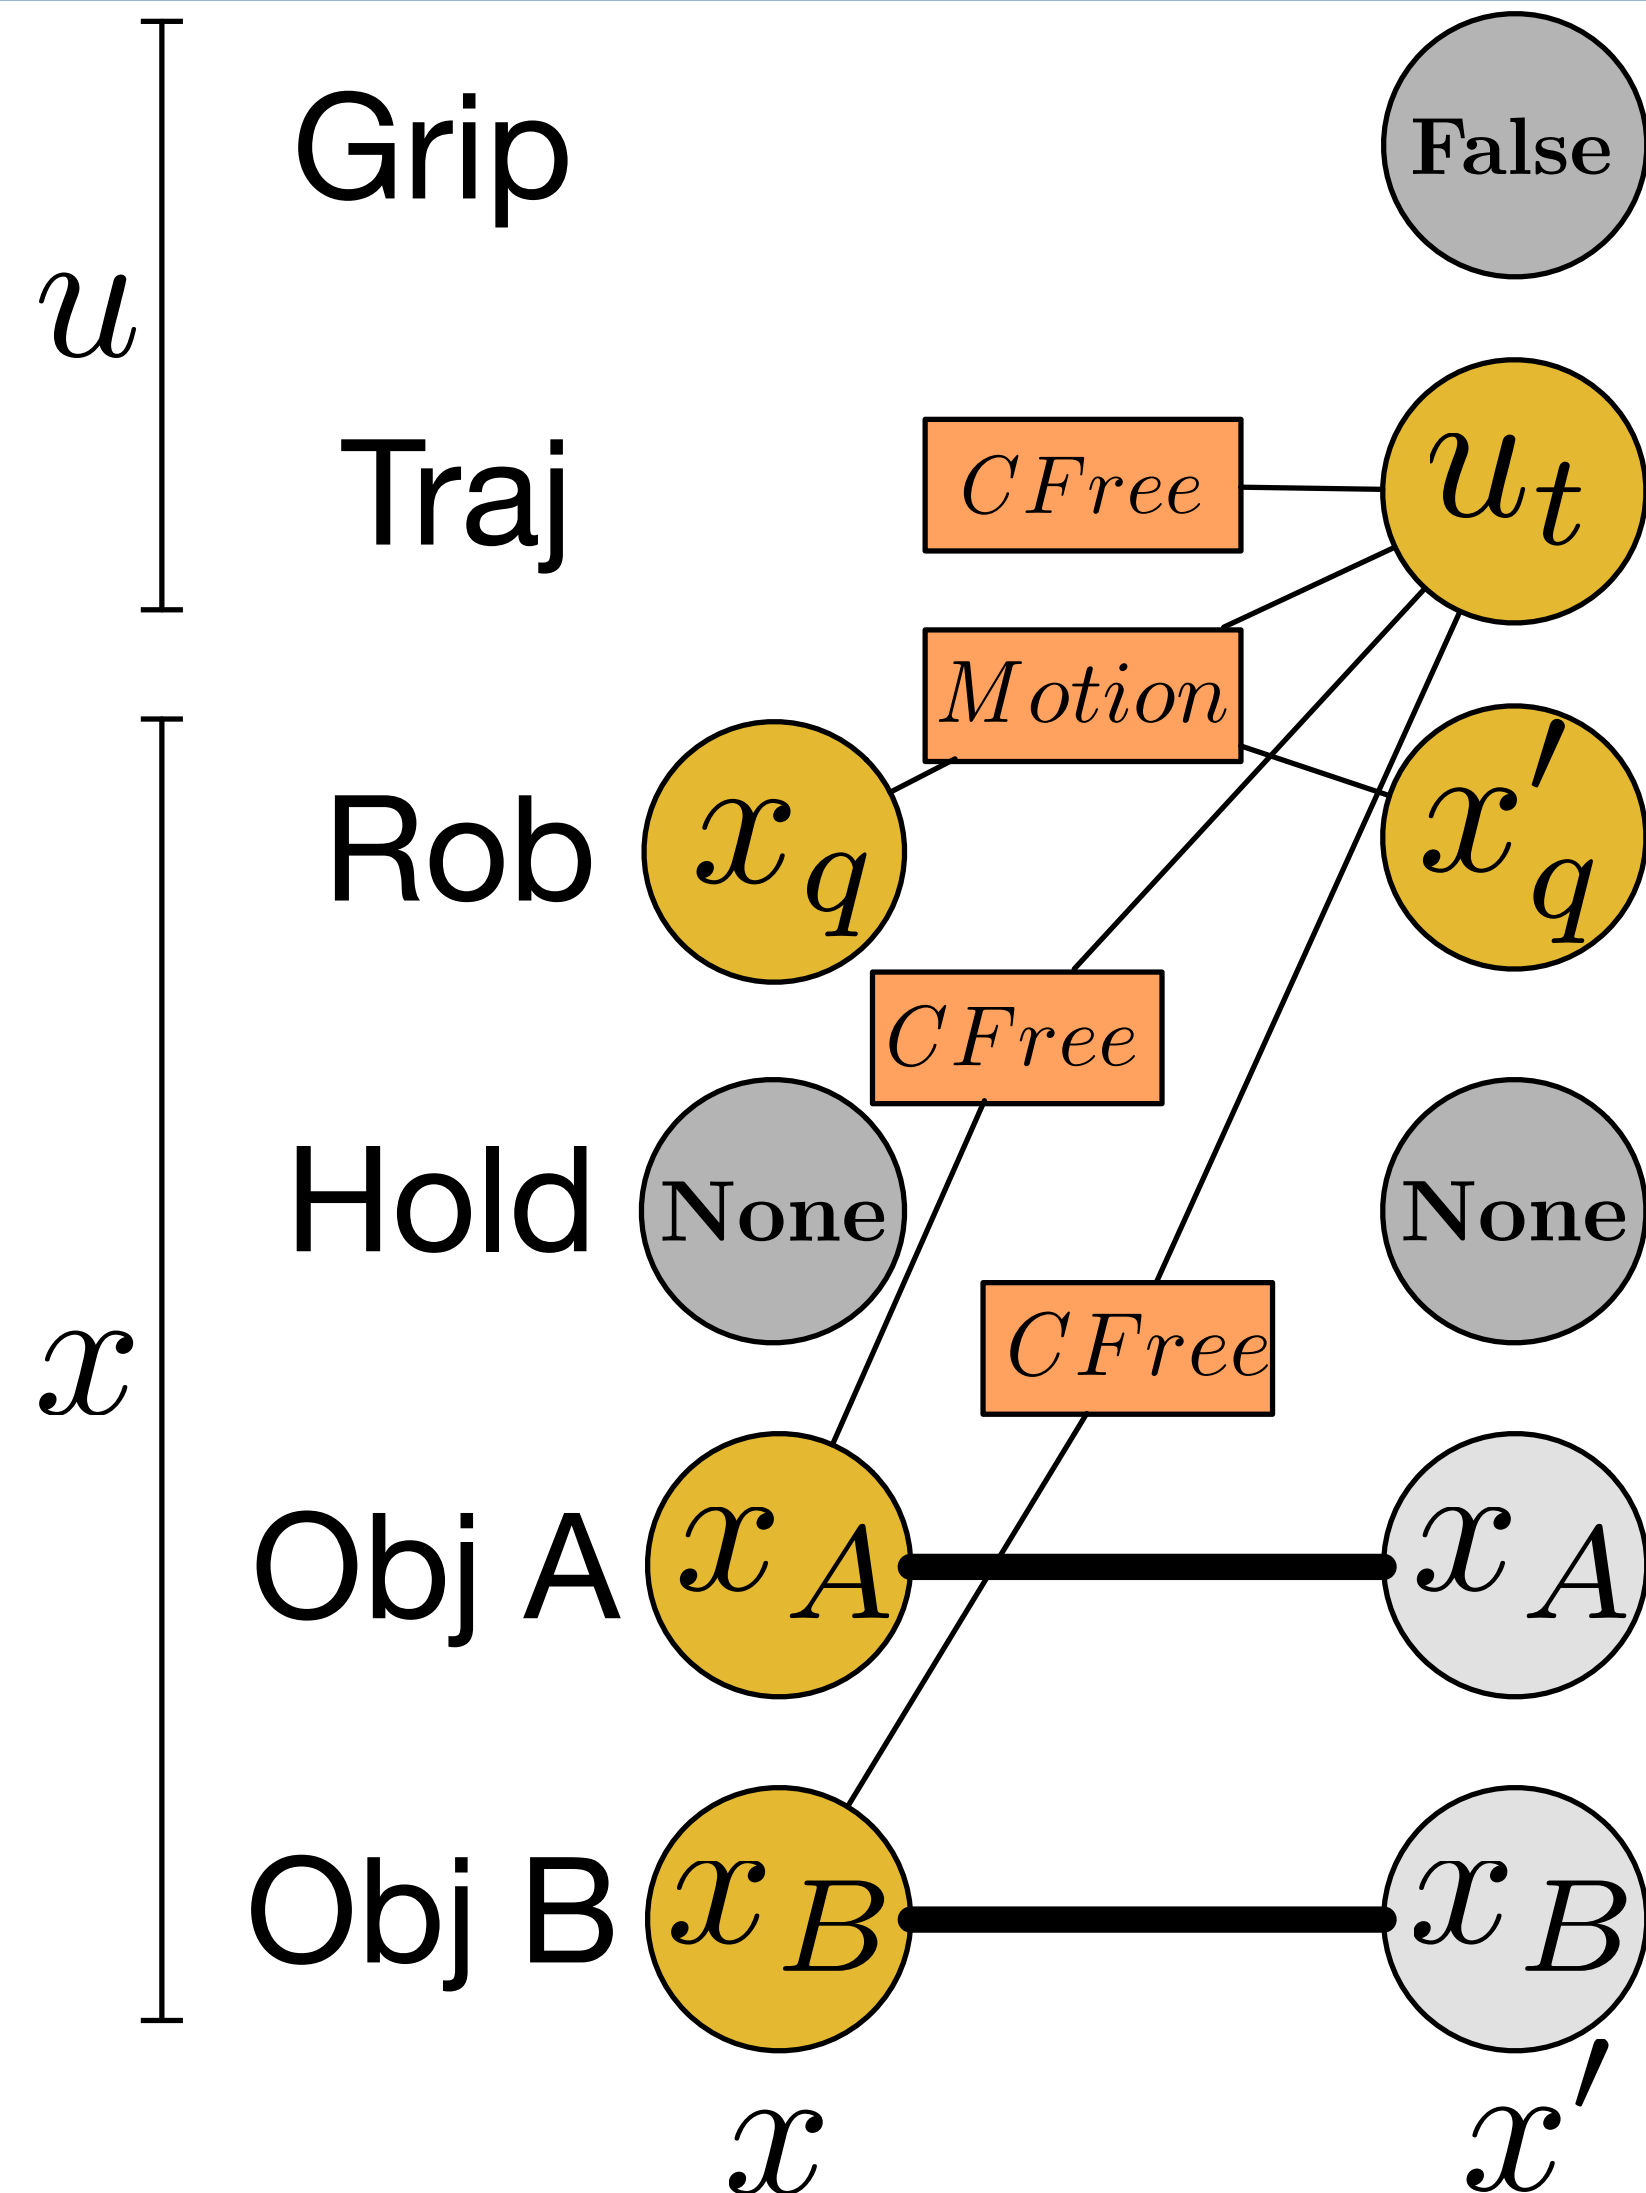 Grip False
u
Traj CFree u_t
Motion
Rob x_q x'_q
CFree
Hold None None
CFree
x
Obj A x_A x_A
Obj B x_B x_B
x x'